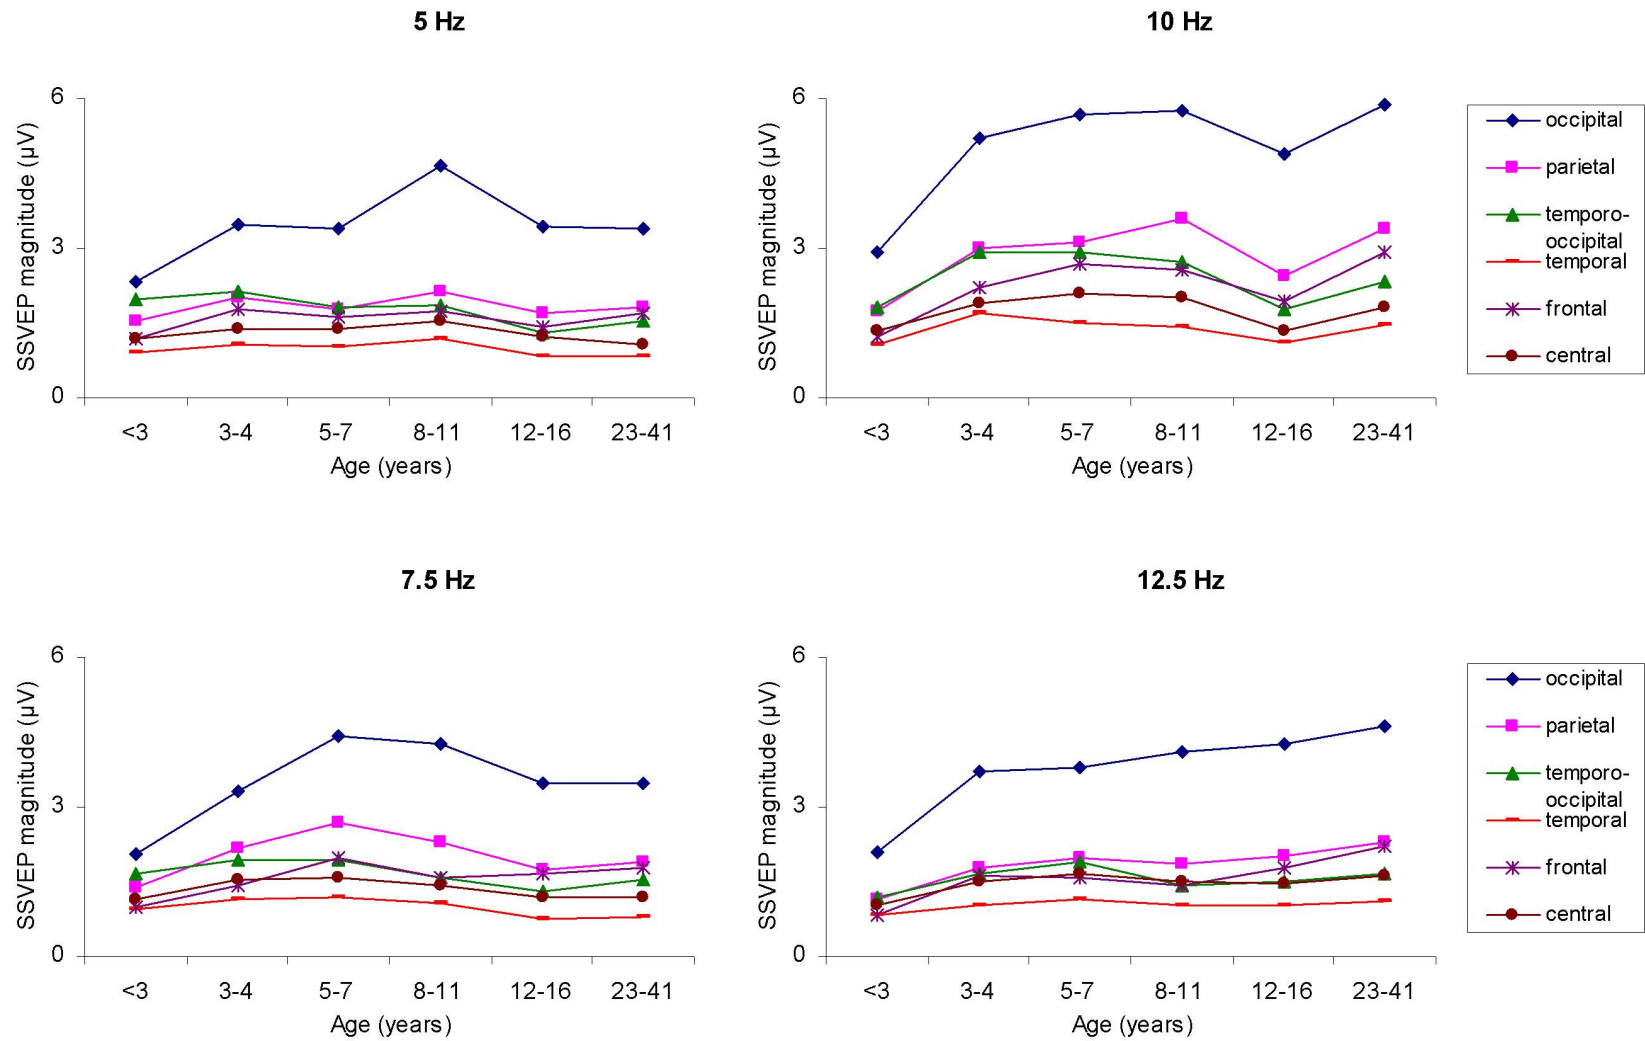 5 Hz
SSVEP magnitude (µV)
6
3
0
<3 3-4 5-7 8-11 12-16 23-41
Age (years)
10 Hz
SSVEP magnitude (µV)
6
3
0
<3 3-4 5-7 8-11 12-16 23-41
Age (years)
occipital
parietal
temporo-
occipital
temporal
frontal
central
7.5 Hz
SSVEP magnitude (µV)
6
3
0
<3 3-4 5-7 8-11 12-16 23-41
Age (years)
12.5 Hz
SSVEP magnitude (µV)
6
3
0
<3 3-4 5-7 8-11 12-16 23-41
Age (years)
occipital
parietal
temporo-
occipital
temporal
frontal
central